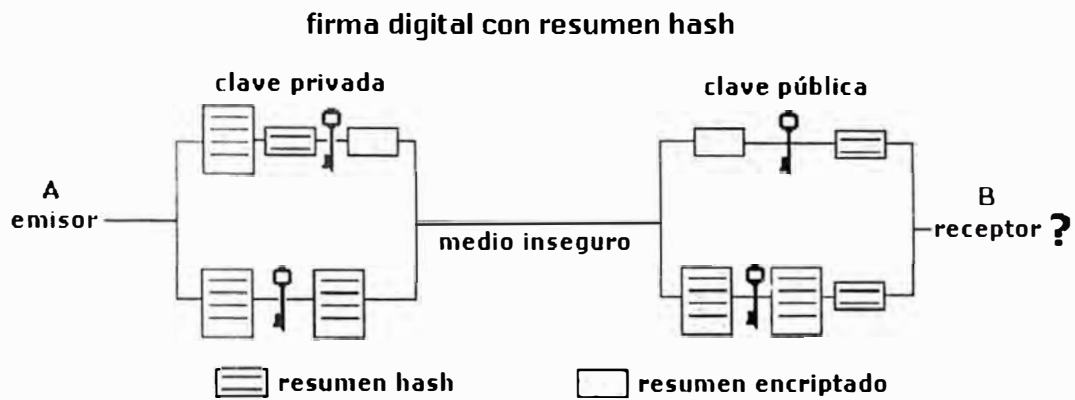 firma digital con resumen hash
clave privada
clave pública
A
emisor
medio inseguro
B
receptor ?
resumen hash
resumen encriptado